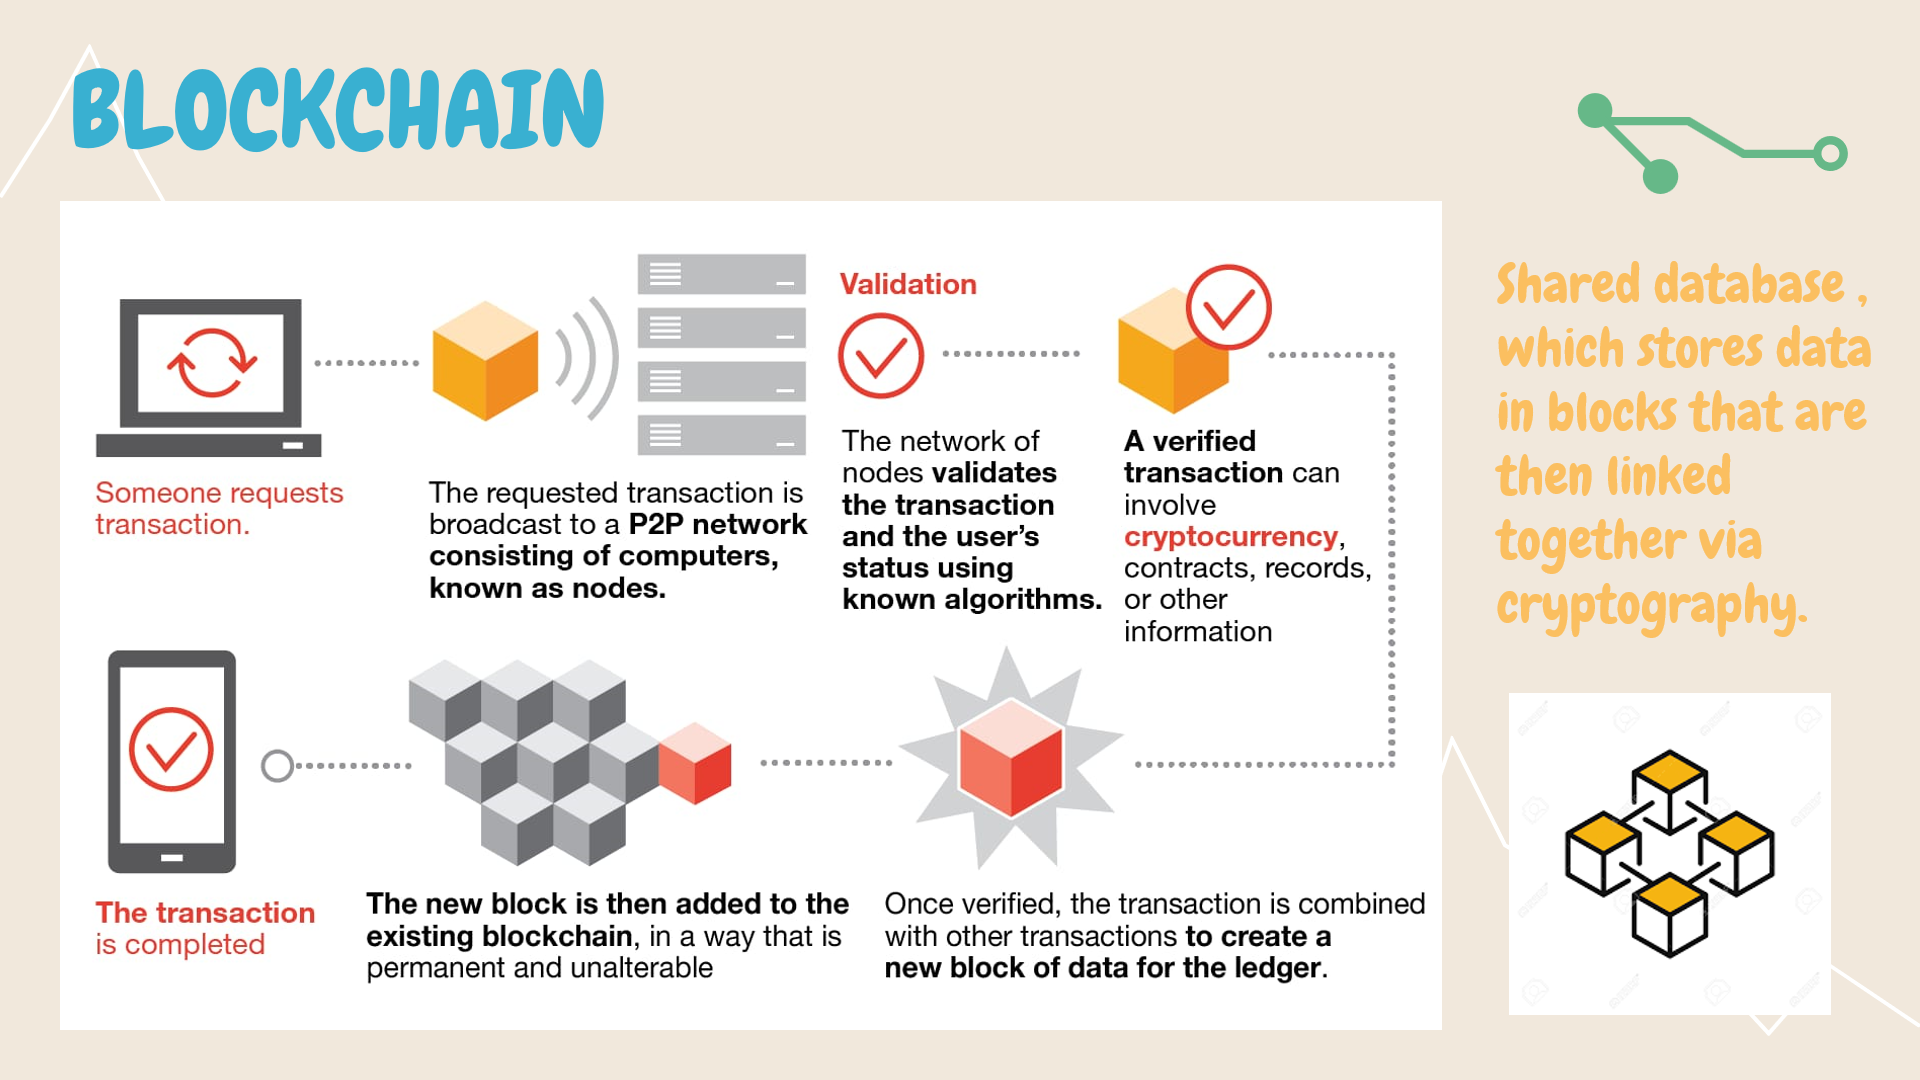 BLOCKCHAIN
Someone requests
transaction.
The requested transaction is
broadcast to a P2P network
consisting of computers,
known as nodes.
Validation
The network of
nodes validates
the transaction
and the user's
status using
known algorithms.
A verified
transaction can
involve
cryptocurrency,
contracts, records,
or other
information
Once verified, the transaction is combined
with other transactions to create a
new block of data for the ledger.
The new block is then added to the
existing blockchain, in a way that is
permanent and unalterable
The transaction
is completed
Shared database ,
which stores data
in blocks that are
then linked
together via
cryptography.